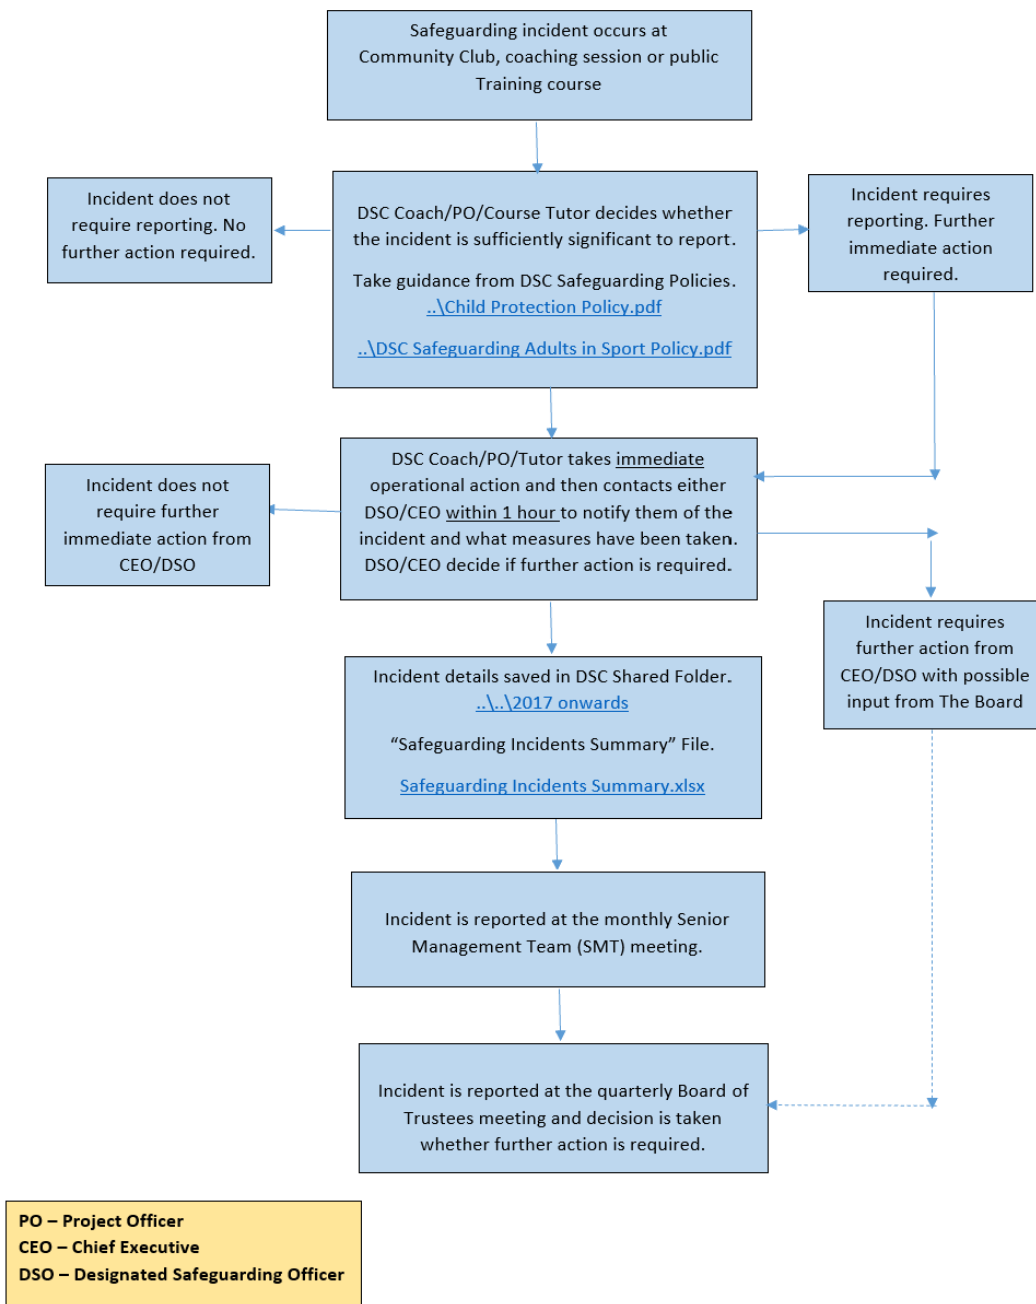 Safeguarding incident occurs at
Community Club, coaching session or public
Training course
Incident does not
require reporting. No
further action required.
DSC Coach/PO/Course Tutor decides whether
the incident is sufficiently significant to report.
Take guidance from DSC Safeguarding Policies.
..\Child Protection Policy.pdf
..\DSC Safeguarding Adults in Sport Policy.pdf
Incident requires
reporting. Further
immediate action
required.
Incident does not
require further
immediate action from
CEO/DSO
DSC Coach/PO/Tutor takes immediate
operational action and then contacts either
DSO/CEO within 1 hour to notify them of the
incident and what measures have been taken.
DSO/CEO decide if further action is required.
Incident requires
further action from
CEO/DSO with possible
input from The Board
Incident details saved in DSC Shared Folder.
..\..\2017 onwards
“Safeguarding Incidents Summary” File.
Safeguarding Incidents Summary.xlsx
Incident is reported at the monthly Senior
Management Team (SMT) meeting.
Incident is reported at the quarterly Board of
Trustees meeting and decision is taken
whether further action is required.
PO – Project Officer
CEO – Chief Executive
DSO – Designated Safeguarding Officer